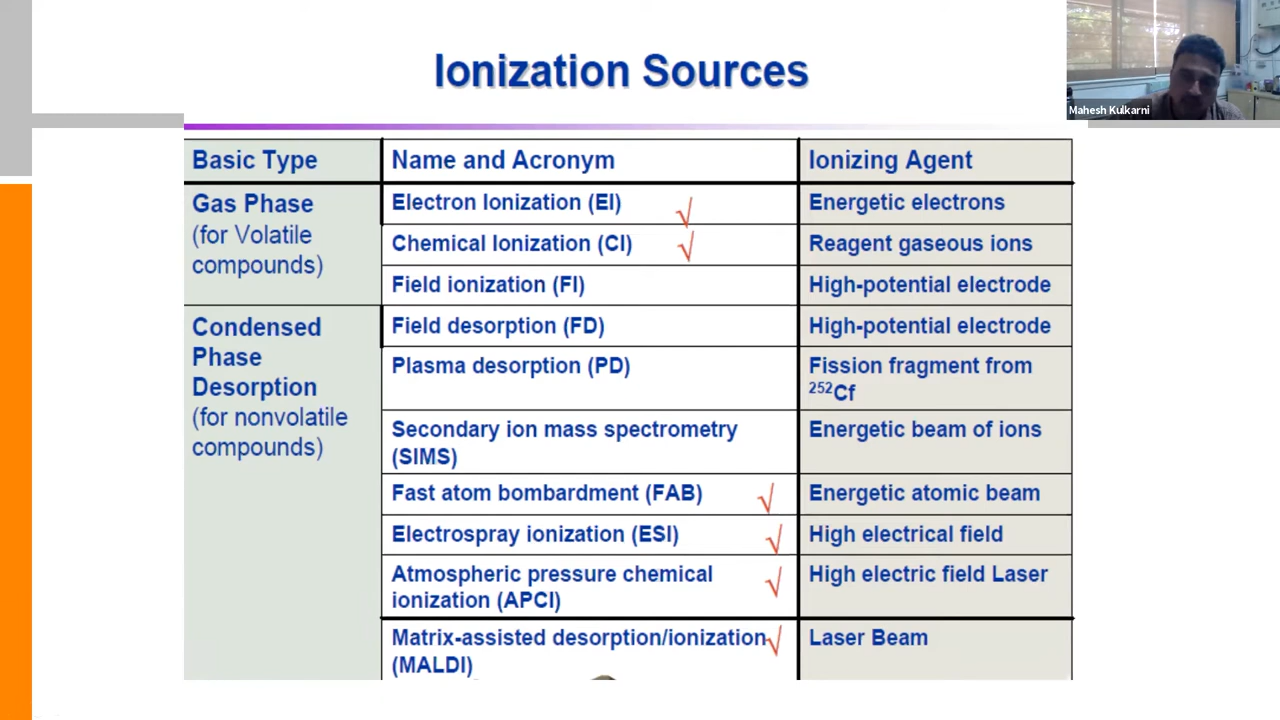 Ionization Sources
Mahesh Kulkarni
Basic Type Name and Acronym Ionizing Agent
Gas Phase
(for Volatile
compounds)
Electron Ionization (EI) √ Energetic electrons
Chemical Ionization (CI) √ Reagent gaseous ions
Field ionization (FI) High-potential electrode
Condensed
Phase
Desorption
(for nonvolatile
compounds)
Field desorption (FD) High-potential electrode
Plasma desorption (PD) Fission fragment from
²⁵²Cf
Secondary ion mass spectrometry
(SIMS)
Energetic beam of ions
Fast atom bombardment (FAB) √ Energetic atomic beam
Electrospray ionization (ESI) √ High electrical field
Atmospheric pressure chemical
ionization (APCI) √
High electric field Laser
Matrix-assisted desorption/ionization √
(MALDI)
Laser Beam